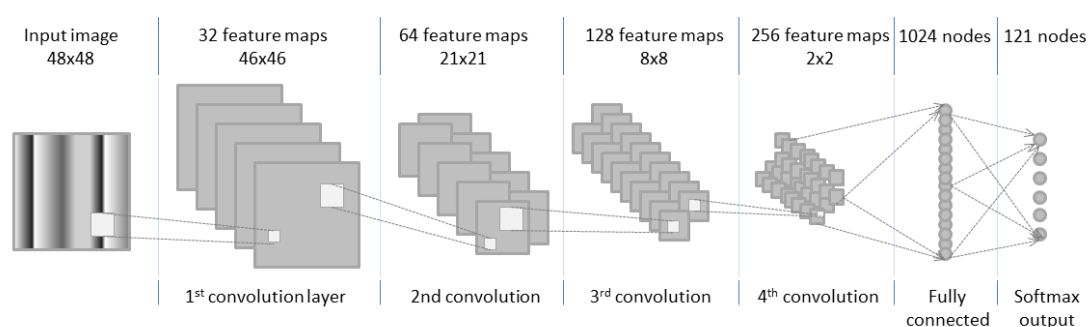 Input image
48x48
32 feature maps
46x46
64 feature maps
21x21
128 feature maps
8x8
256 feature maps
2x2
1024 nodes
121 nodes
1st convolution layer
2nd convolution
3rd convolution
4th convolution
Fully
connected
Softmax
output